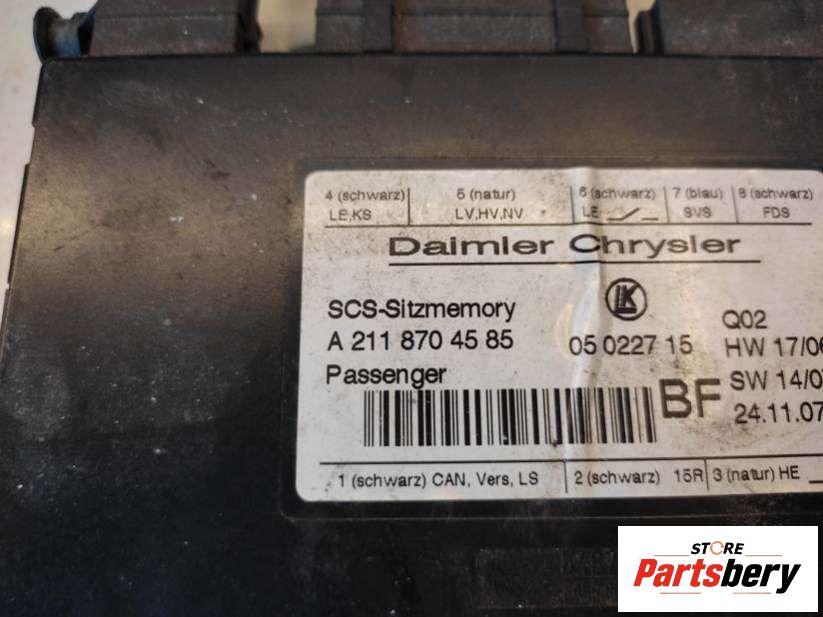 4 (schwarz) 5 (natur) 6 (schwarz) 7 (blau) 8 (schwarz)
LE,KS LV,HV,NV LE SVS FDS
Daimler Chrysler
SCS-Sitzmemory
LK
Q02
A 211 870 45 85 05 0227 15 HW 17/06
Passenger BF SW 14/07
24.11.07
1 (schwarz) CAN, Vers, LS 2 (schwarz) 15R 3 (natur) HE
STORE
Partsbery